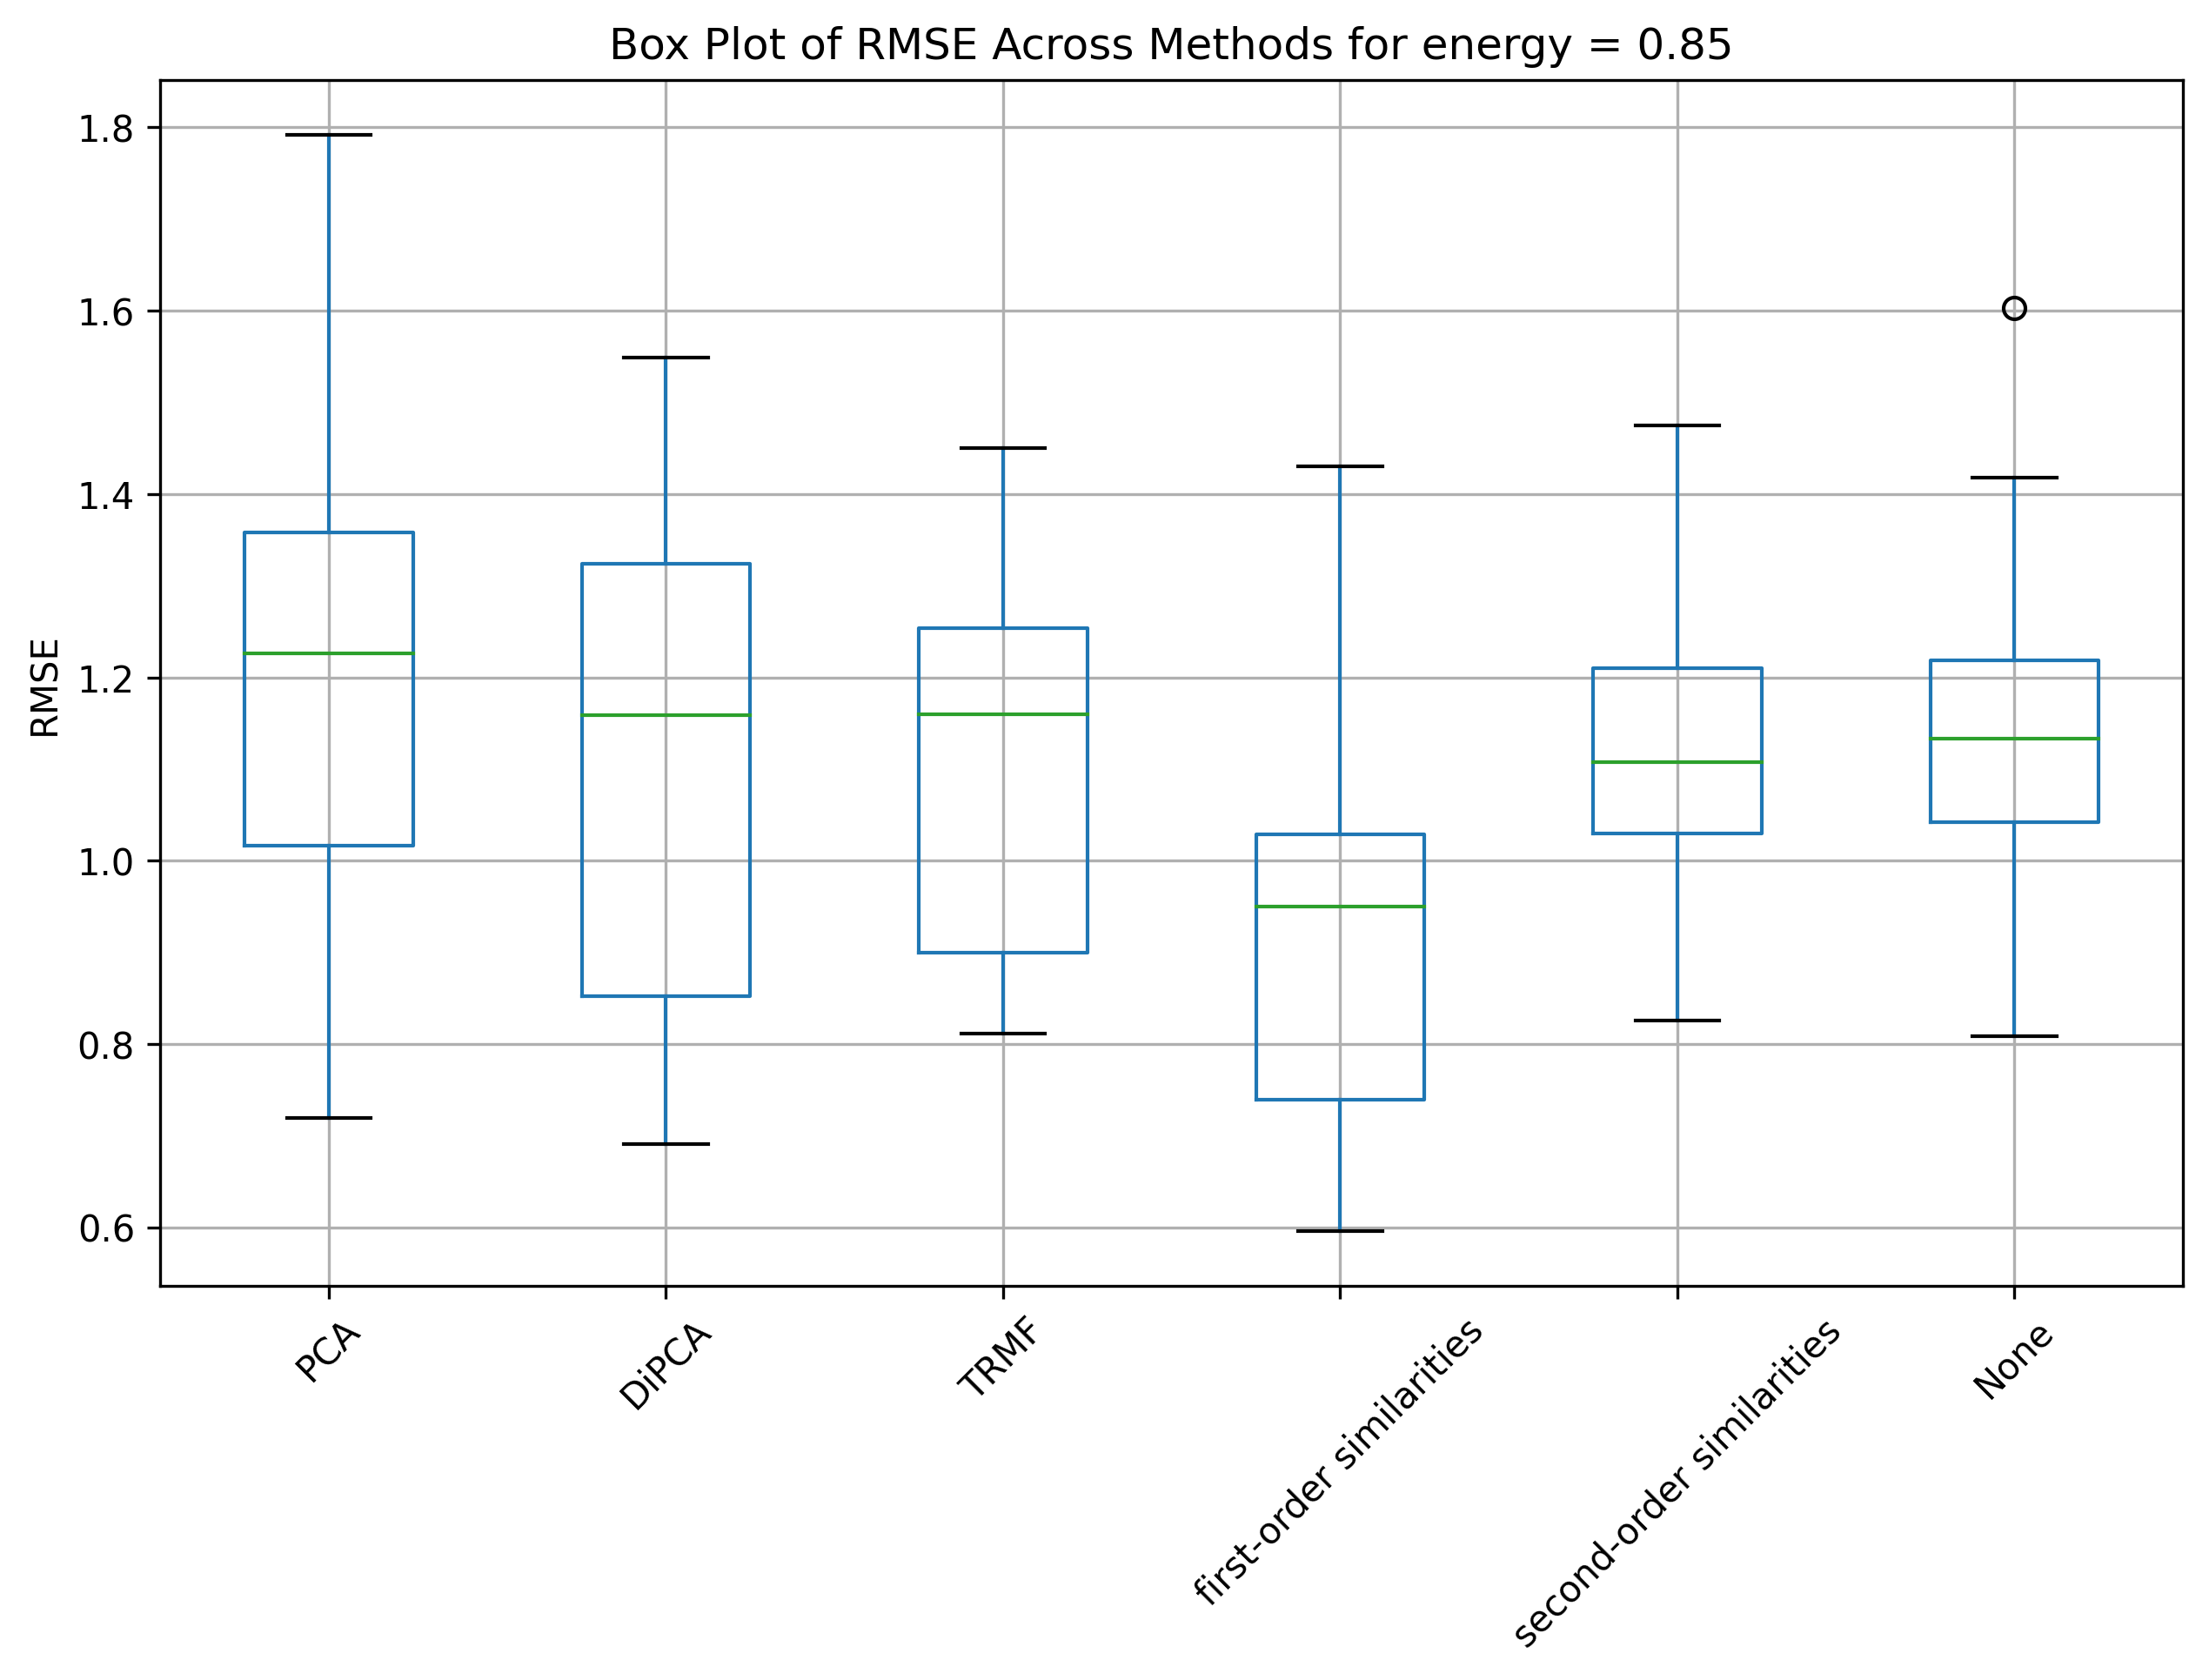 Box Plot of RMSE Across Methods for energy = 0.85
RMSE
1.8
1.6
1.4
1.2
1.0
0.8
0.6
PCA
DiPCA
TRMF
first-order similarities
second-order similarities
None